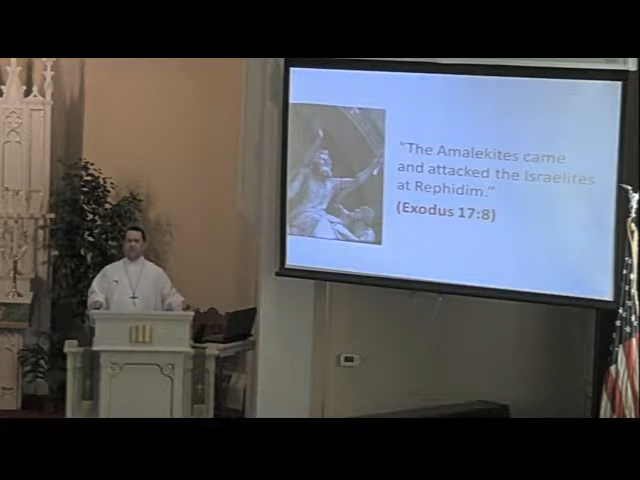 "The Amalekites came
and attacked the Israelites
at Rephidim."
(Exodus 17:8)